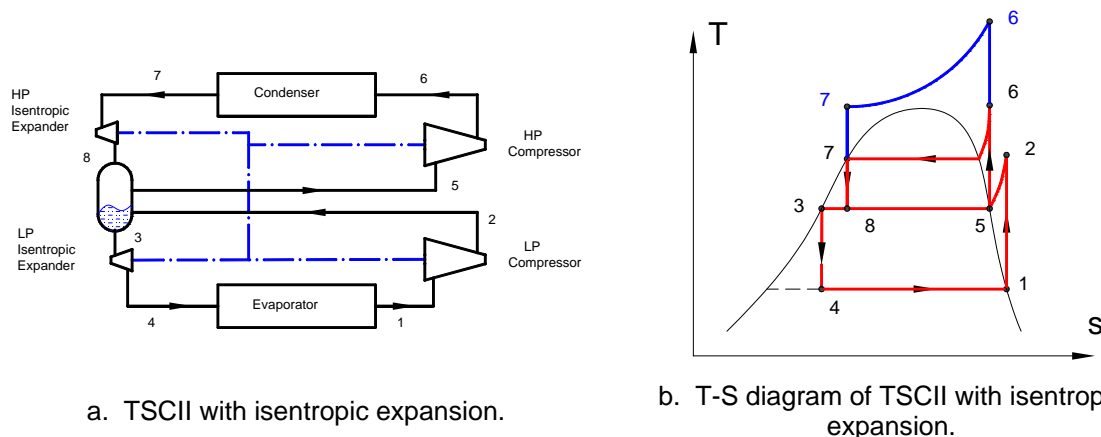 7
6
HP
Isentropic
Expander
Condenser
HP
Compressor
8
5
2
3
LP
Isentropic
Expander
LP
Compressor
Evaporator
4
1
a. TSCII with isentropic expansion.
T
6
7
6
7
2
3
8
5
4
1
s
b. T-S diagram of TSCII with isentrop
expansion.